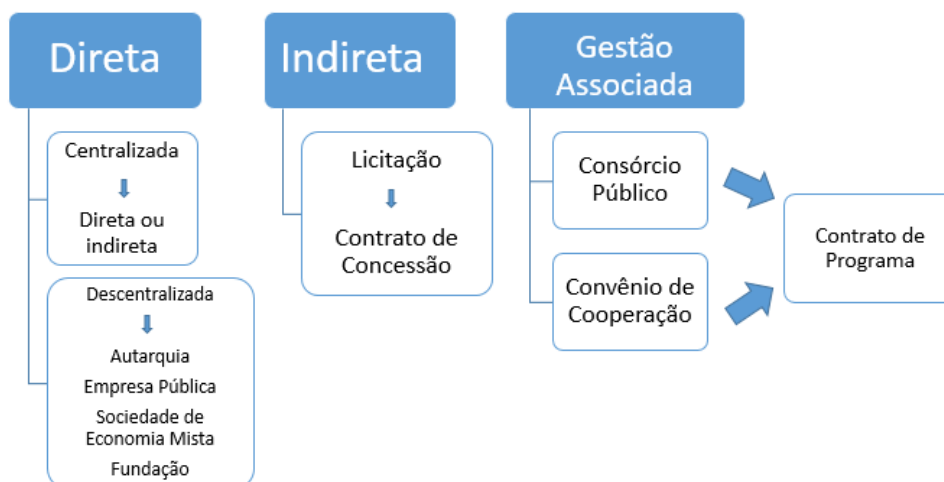 Direta
Centralizada
Direta ou
indireta
Descentralizada
Autarquia
Empresa Pública
Sociedade de
Economia Mista
Fundação
Indireta
Licitação
Contrato de
Concessão
Gestão
Associada
Consórcio
Público
Convênio de
Cooperação
Contrato de
Programa